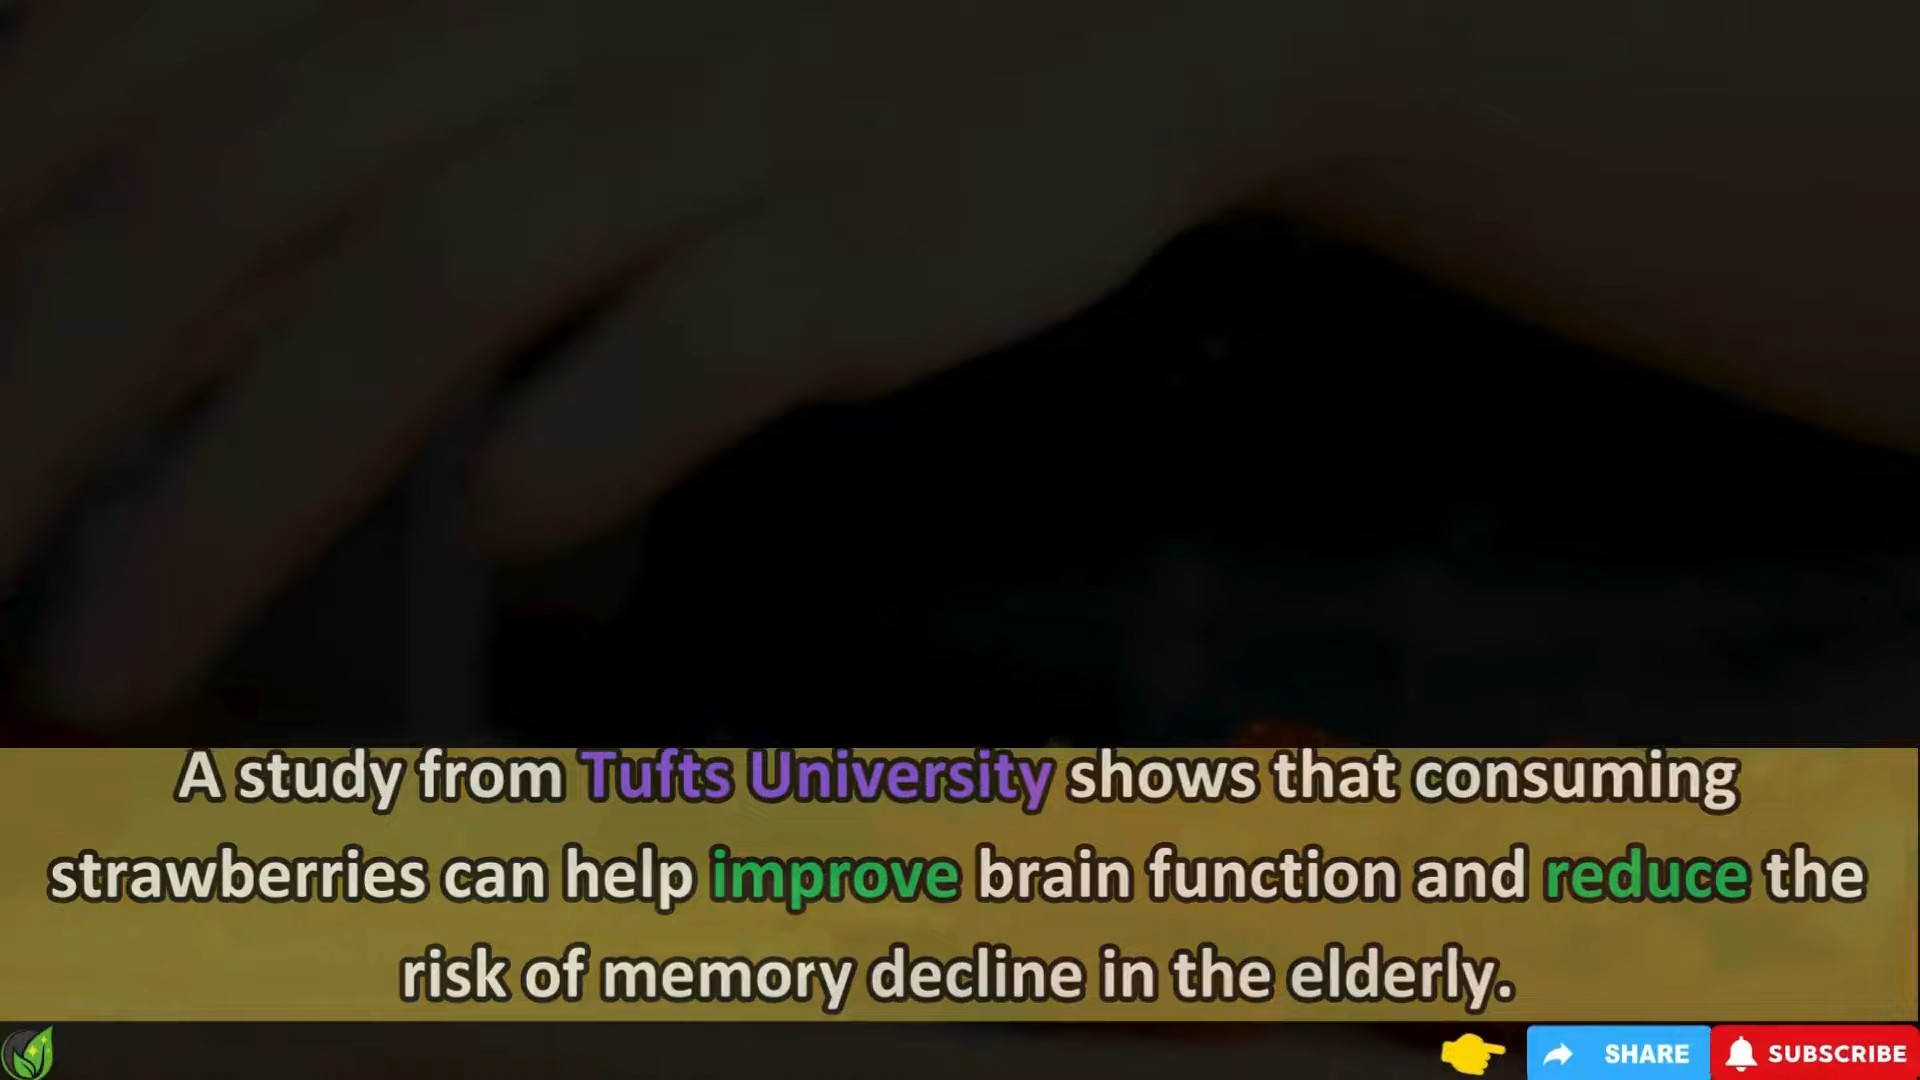 A study from Tufts University shows that consuming
strawberries can help improve brain function and reduce the
risk of memory decline in the elderly.
SHARE
SUBSCRIBE